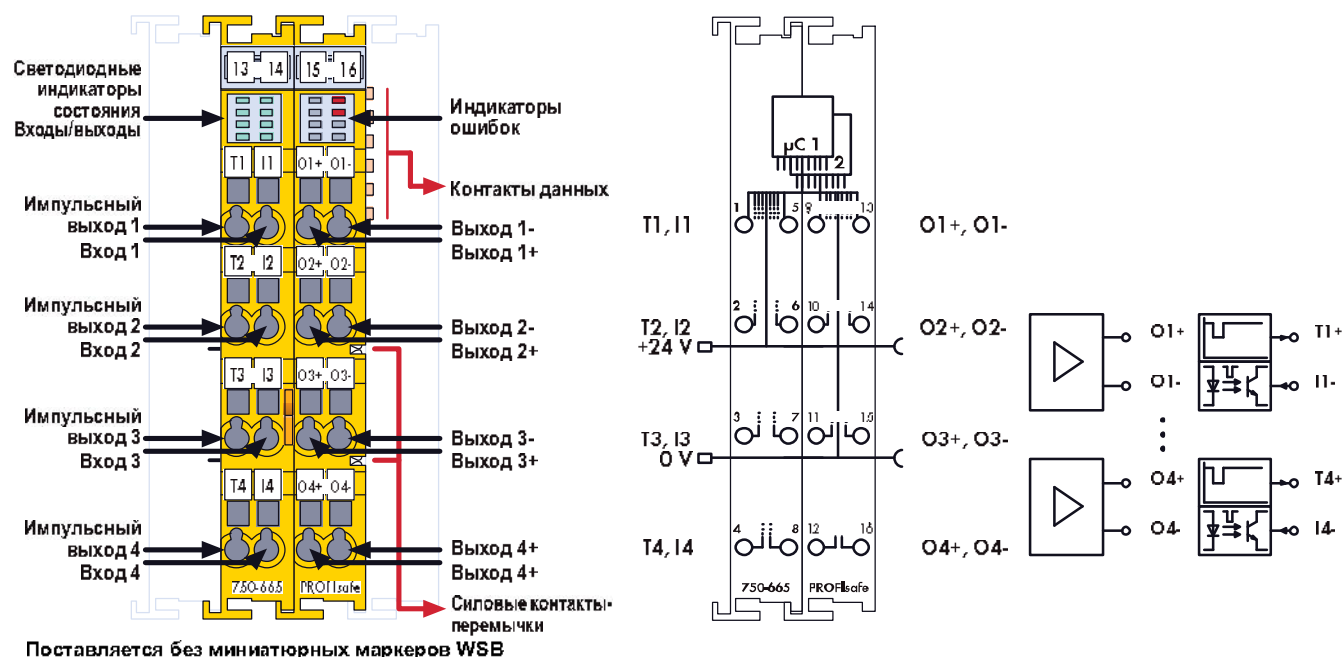 13 14 15 16
Светодиодные
индикаторы
состояния
Входы/выходы
Индикаторы
ошибок
T1 I1 O1+ O1-
Контакты данных
Импульсный
выход 1
Вход 1
Выход 1-
Выход 1+
T2 I2 O2+ O2-
Импульсный
выход 2
Вход 2
Выход 2-
Выход 2+
T3 I3 O3+ O3-
Импульсный
выход 3
Вход 3
Выход 3-
Выход 3+
T4 I4 O4+ O4-
Импульсный
выход 4
Вход 4
Выход 4+
Выход 4+
750-665 PROFIsafe
Силовые контакты-
перемычки
Поставляется без миниатюрных маркеров WSB
µC 1
2
1 5 9 13
T1, I1
O1+, O1-
2 6 10 14
T2, I2
+24 V
O2+, O2-
3 7 11 15
T3, I3
0 V
O3+, O3-
4 8 12 16
T4, I4
O4+, O4-
750-665 PROFIsafe
O1+
O1-
T1+
I1-
O4+
O4-
T4+
I4-